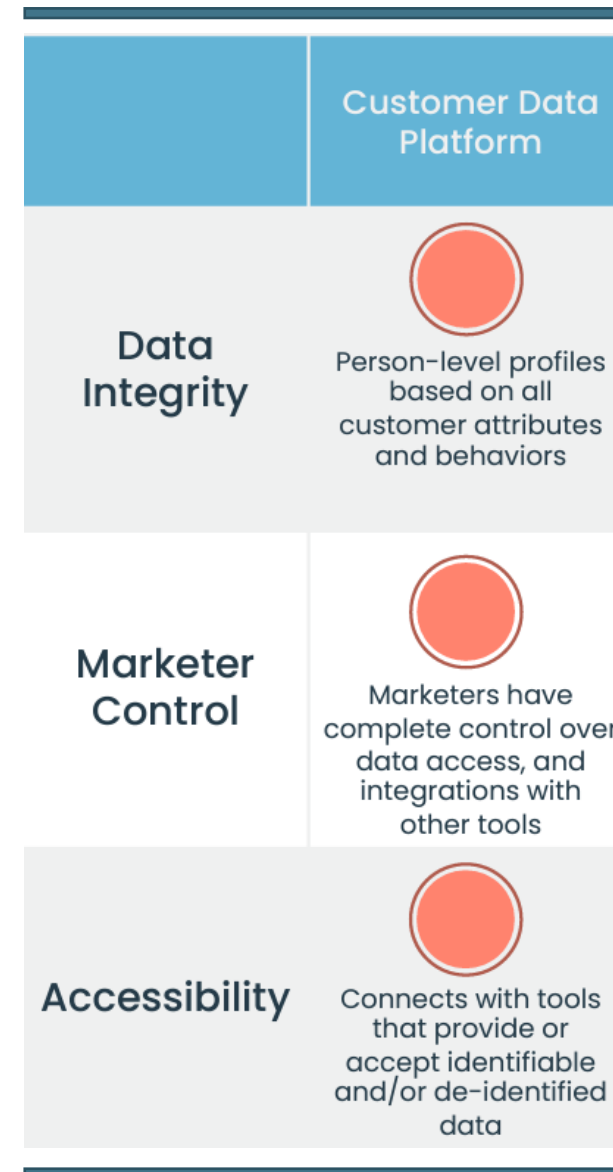 Customer Data
Platform
Data
Integrity
Person-level profiles
based on all
customer attributes
and behaviors
Marketer
Control
Marketers have
complete control over
data access, and
integrations with
other tools
Accessibility
Connects with tools
that provide or
accept identifiable
and/or de-identified
data